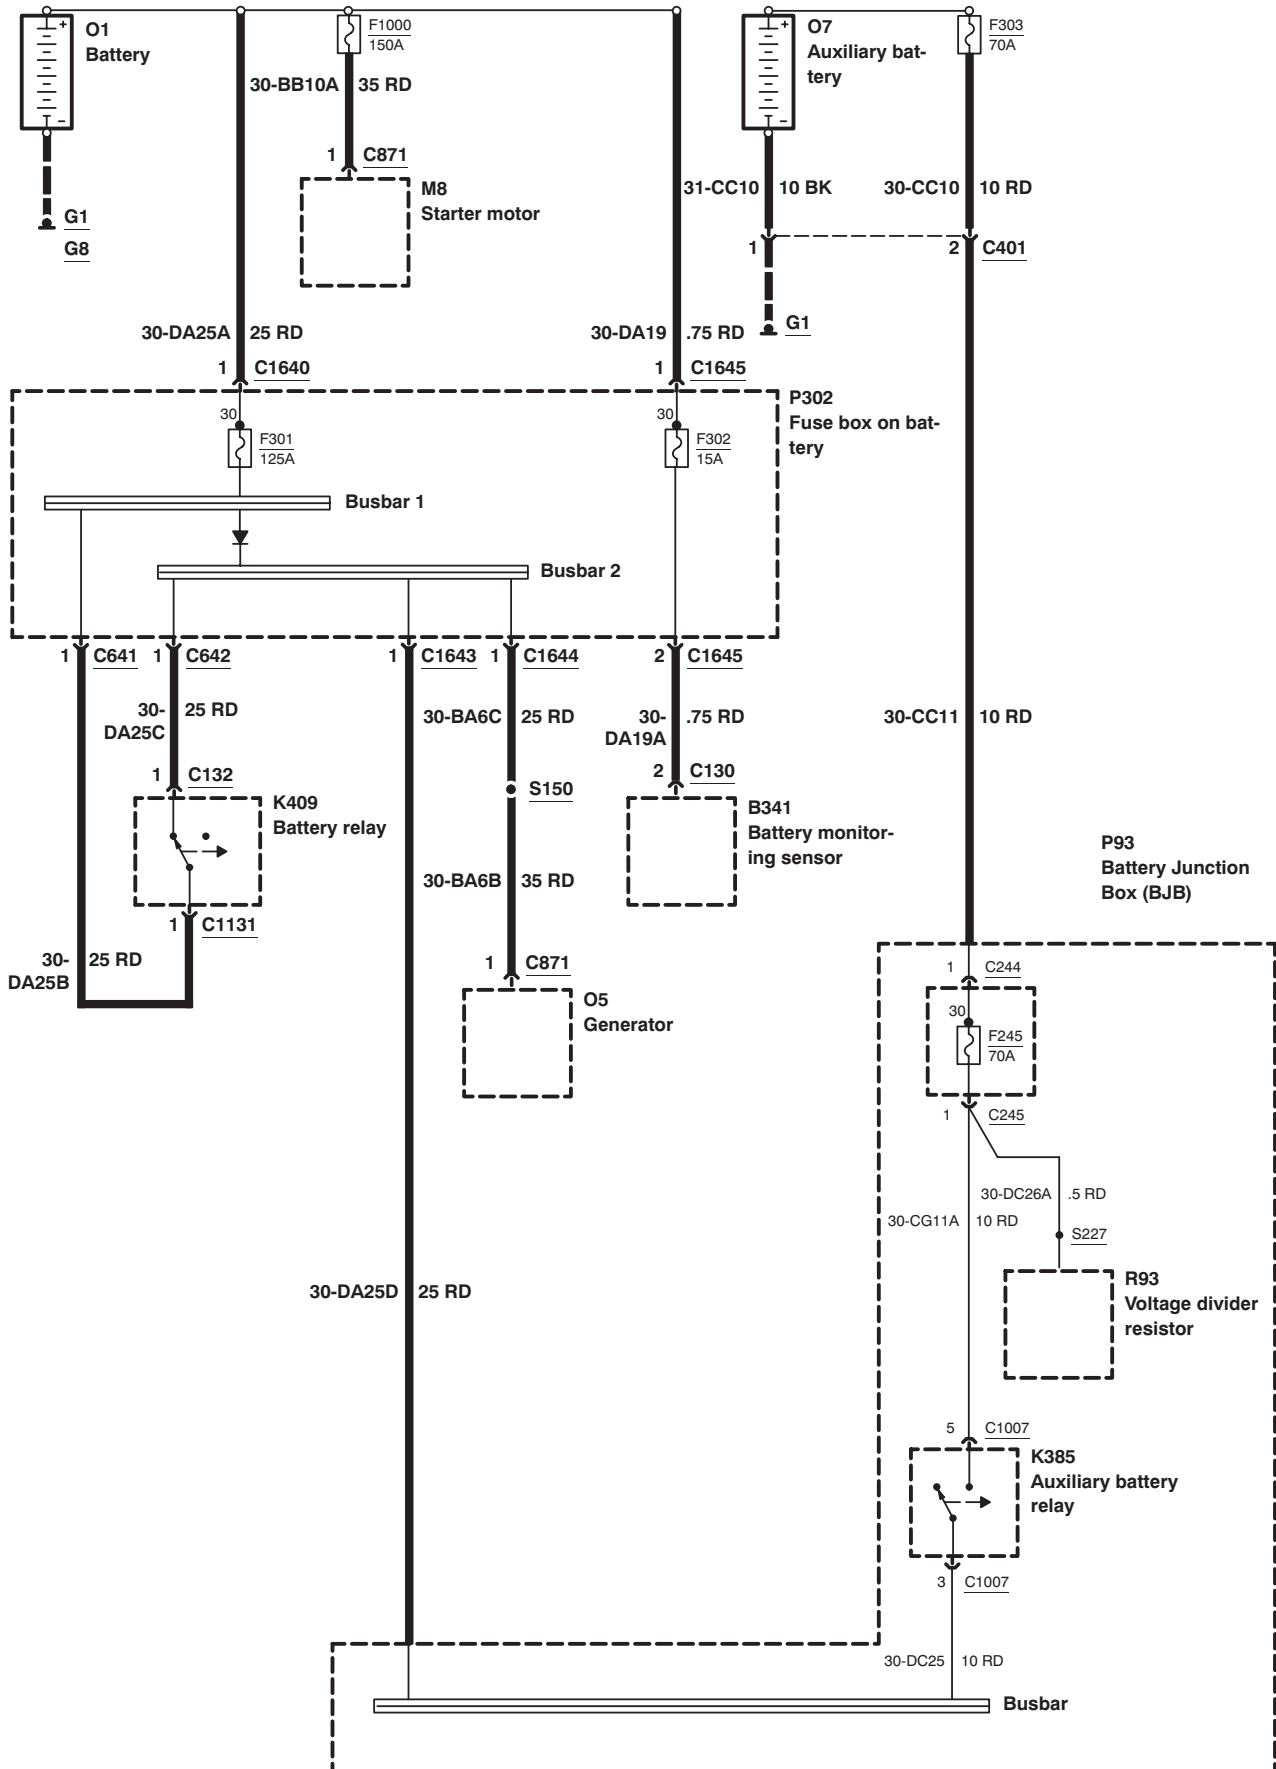 +
O1
Battery
–
G1
G8
F1000
150A
30-BB10A 35 RD
1 C871
M8
Starter motor
+
O7
Auxiliary bat-
tery
–
F303
70A
31-CC10 10 BK
30-CC10 10 RD
1
2 C401
G1
30-DA25A 25 RD
1 C1640
30-DA19 .75 RD
1 C1645
P302
Fuse box on bat-
tery
30
F301
125A
30
F302
15A
Busbar 1
Busbar 2
1 C641
1 C642
1 C1643
1 C1644
2 C1645
30-
DA25C
25 RD
30-BA6C 25 RD
30-
DA19A
.75 RD
30-CC11 10 RD
1 C132
K409
Battery relay
S150
2 C130
B341
Battery monitor-
ing sensor
30-BA6B 35 RD
1 C1131
30-
DA25B
25 RD
1 C871
O5
Generator
P93
Battery Junction
Box (BJB)
1 C244
30
F245
70A
1 C245
30-DC26A .5 RD
30-CG11A 10 RD
S227
R93
Voltage divider
resistor
30-DA25D 25 RD
5 C1007
K385
Auxiliary battery
relay
3 C1007
30-DC25 10 RD
Busbar